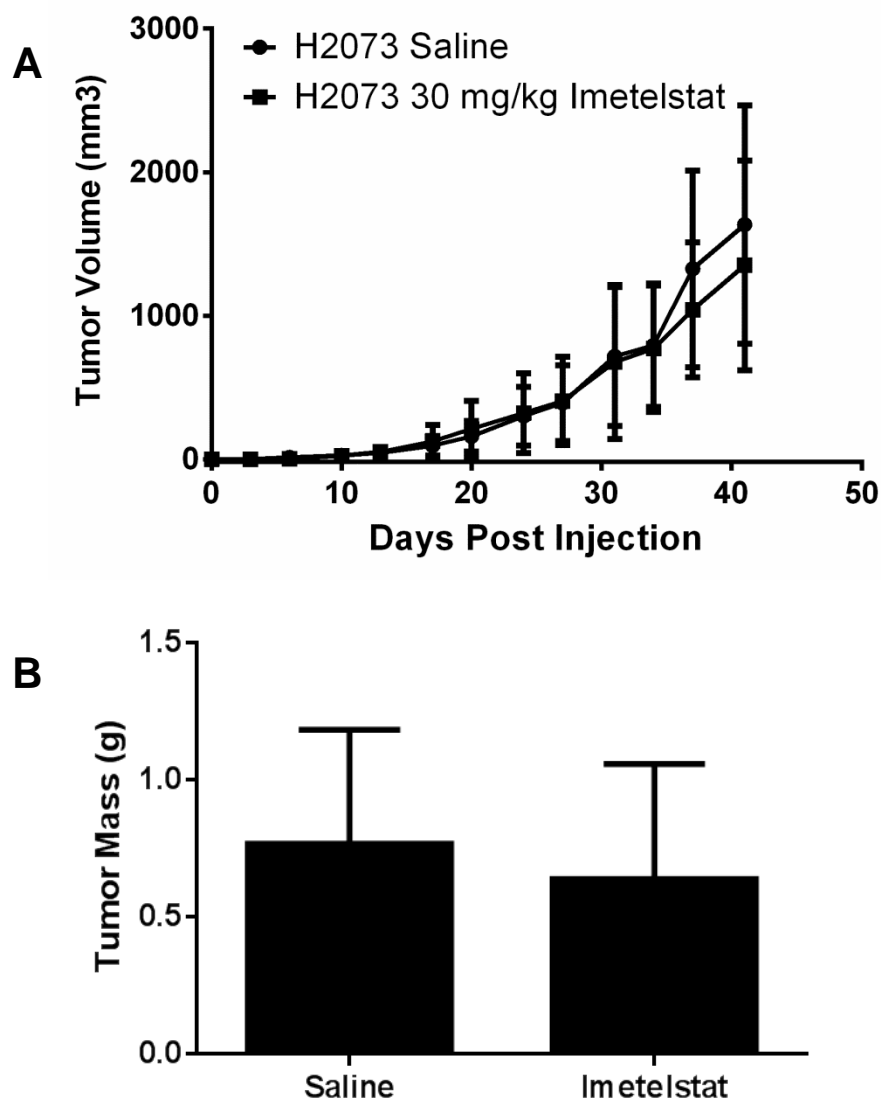 A
H2073 Saline
H2073 30 mg/kg Imetelstat
Tumor Volume (mm3)
3000
2000
1000
0
0 10 20 30 40 50
Days Post Injection
B
Tumor Mass (g)
1.5
1.0
0.5
0.0
Saline Imetelstat